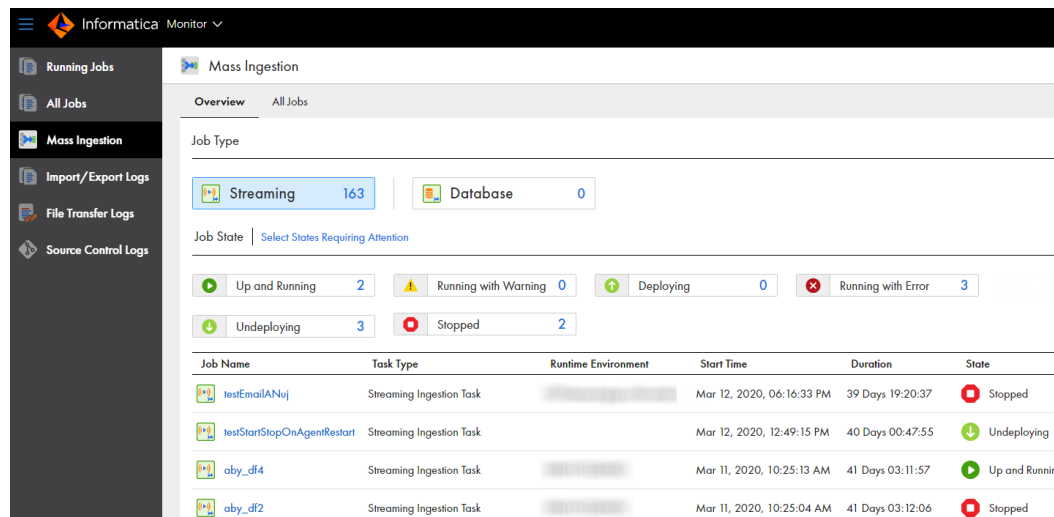 Informatica Monitor
Running Jobs
All Jobs
Mass Ingestion
Import/Export Logs
File Transfer Logs
Source Control Logs
Mass Ingestion
Overview All Jobs
Job Type
Streaming 163 Database 0
Job State | Select States Requiring Attention
Up and Running 2 Running with Warning 0 Deploying 0 Running with Error 3
Undeploying 3 Stopped 2
Job Name Task Type Runtime Environment Start Time Duration State
testEmailANuj Streaming Ingestion Task Mar 12, 2020, 06:16:33 PM 39 Days 19:20:37 Stopped
testStartStopOnAgentRestart Streaming Ingestion Task Mar 12, 2020, 12:49:15 PM 40 Days 00:47:55 Undeploying
aby_df4 Streaming Ingestion Task Mar 11, 2020, 10:25:13 AM 41 Days 03:11:57 Up and Runnin
aby_df2 Streaming Ingestion Task Mar 11, 2020, 10:25:04 AM 41 Days 03:12:06 Stopped